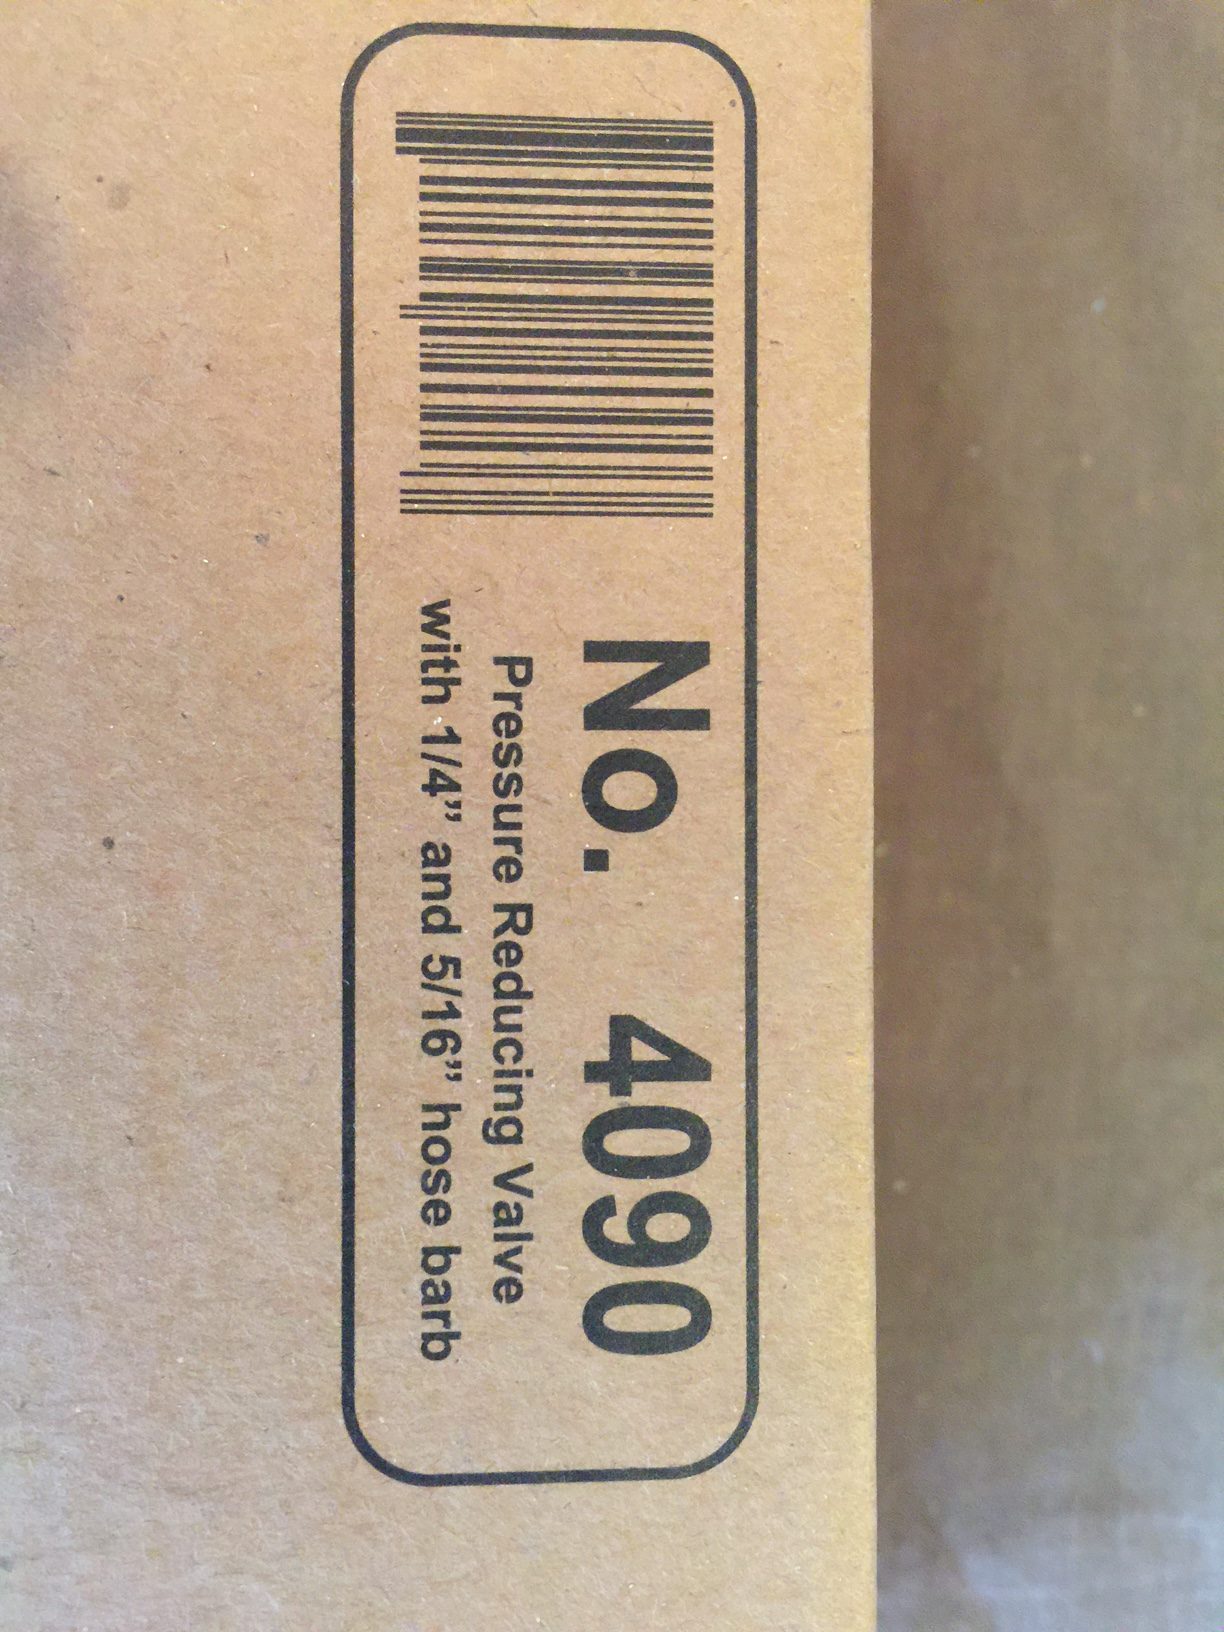 No. 4090
Pressure Reducing Valve
with 1/4” and 5/16” hose barb